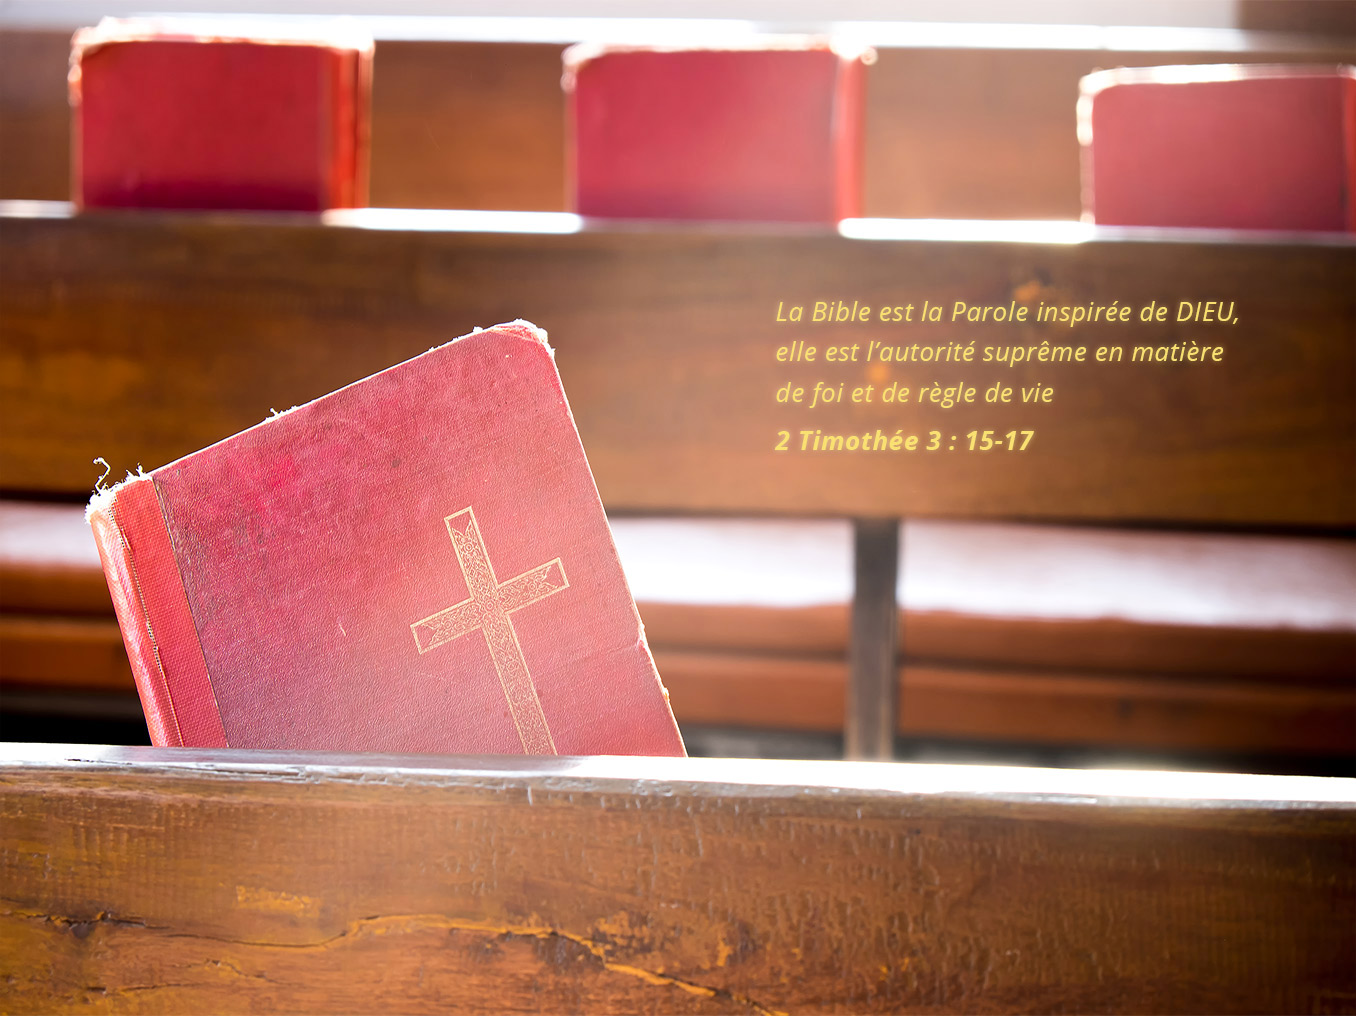 La Bible est la Parole inspirée de DIEU,
elle est l’autorité suprême en matière
de foi et de règle de vie
2 Timothée 3 : 15-17